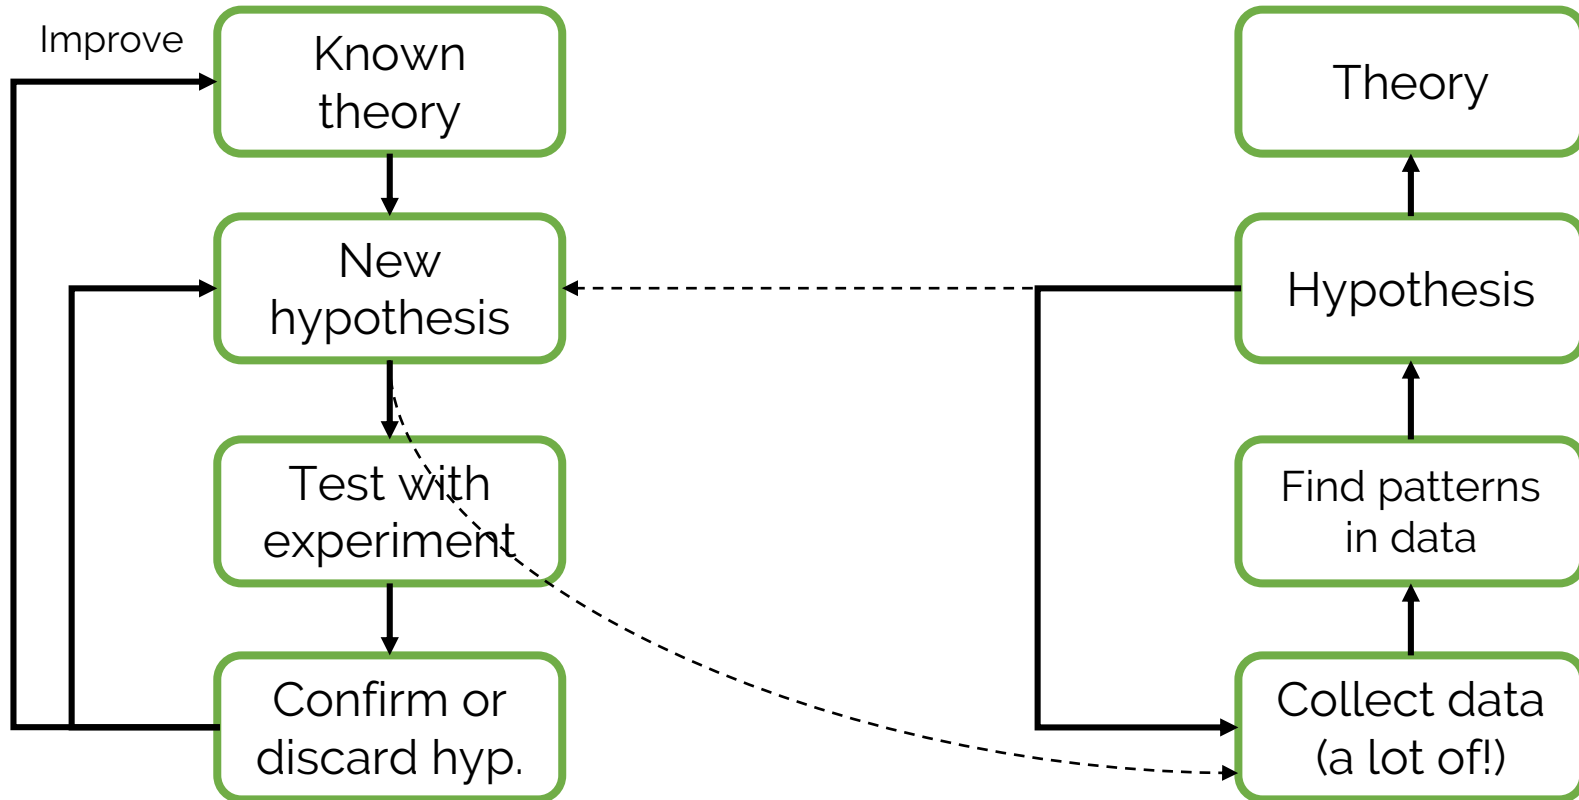 Improve
Known
theory
New
hypothesis
Test with
experiment
Confirm or
discard hyp.
Theory
Hypothesis
Find patterns
in data
Collect data
(a lot of!)